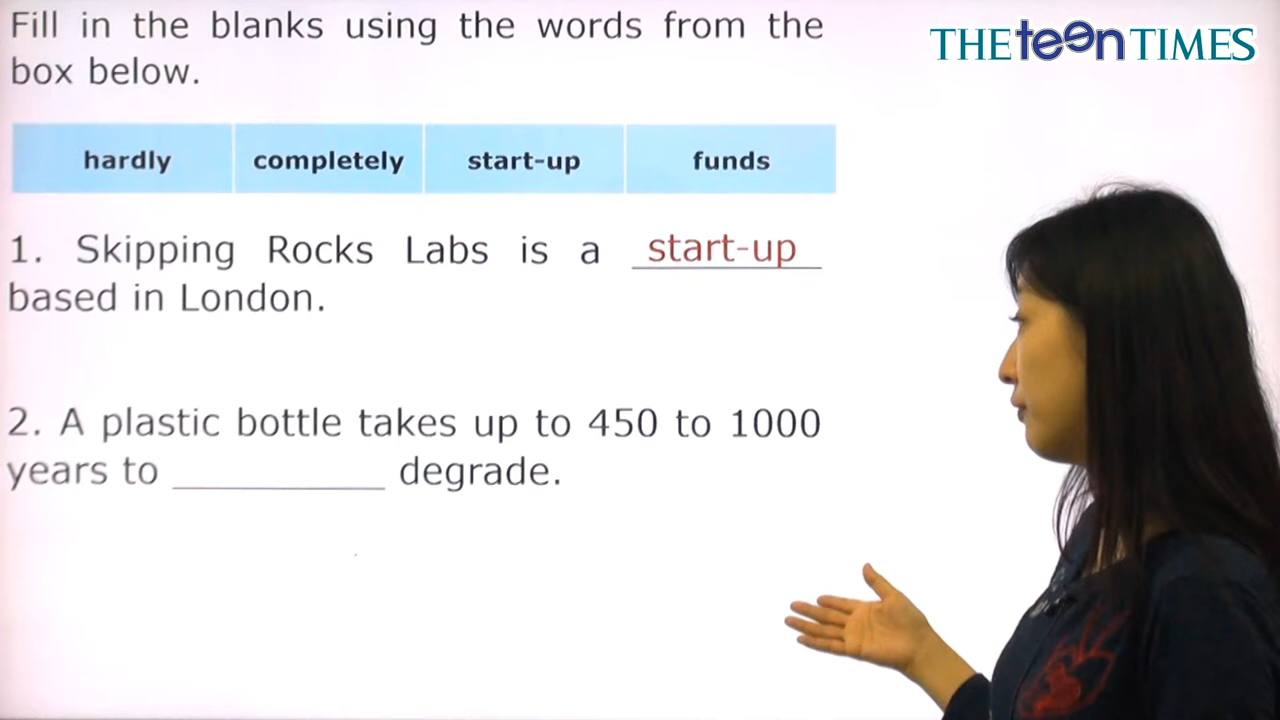 Fill in the blanks using the words from the
THE teen TIMES
box below.
hardly completely start-up funds
1. Skipping Rocks Labs is a start-up
based in London.
2. A plastic bottle takes up to 450 to 1000
years to __________ degrade.